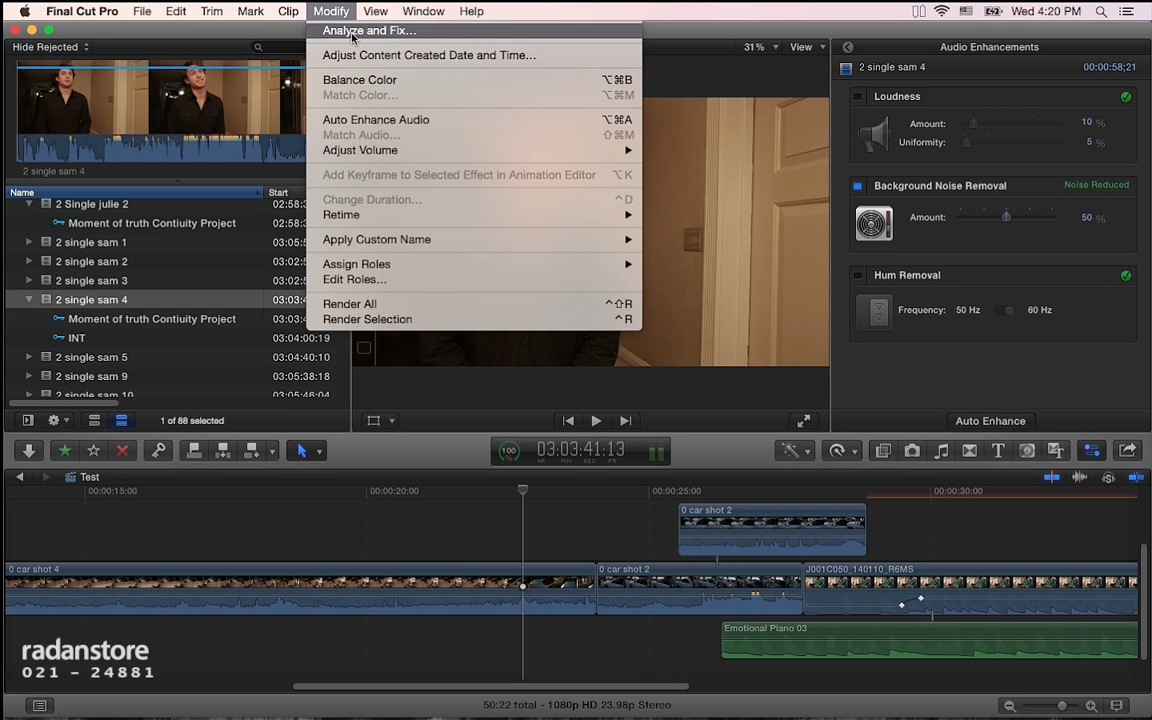 Final Cut Pro File Edit Trim Mark Clip Modify View Window Help Wed 4:20 PM
Hide Rejected
31% View
Audio Enhancements
2 single sam 4 00:00:58;21
Loudness
Amount: 10 %
Uniformity: 5 %
Background Noise Removal Noise Reduced
Amount: 50 %
Hum Removal
Frequency: 50 Hz 60 Hz
Auto Enhance
Analyze and Fix...
Adjust Content Created Date and Time...
Balance Color ⌥⌘B
Match Color... ⌥⌘M
Auto Enhance Audio ⌥⌘A
Match Audio... ⇧⌘M
Adjust Volume
Add Keyframe to Selected Effect in Animation Editor ⌥K
Change Duration... ^D
Retime
Apply Custom Name
Assign Roles
Edit Roles...
Render All ^⇧R
Render Selection ^R
2 single sam 4
Name Start
2 Single julie 2 02:58:
Moment of truth Contiuity Project 02:58:
2 single sam 1 03:05:
2 single sam 2 03:02:
2 single sam 3 03:02:
2 single sam 4 03:03:
Moment of truth Contiuity Project 03:03:
INT 03:04:00:19
2 single sam 5 03:04:40:10
2 single sam 9 03:05:38:18
2 single sam 10 03:05:46:04
1 of 88 selected
100 03:03:41:13
HR MIN SEC FR
Test
00:00:15:00 00:00:20:00 00:00:25:00 00:00:30:00
0 car shot 2
0 car shot 4 0 car shot 2 J001C050_140110_R6MS
Emotional Piano 03
radanstore
021 - 24881
50:22 total - 1080p HD 23.98p Stereo